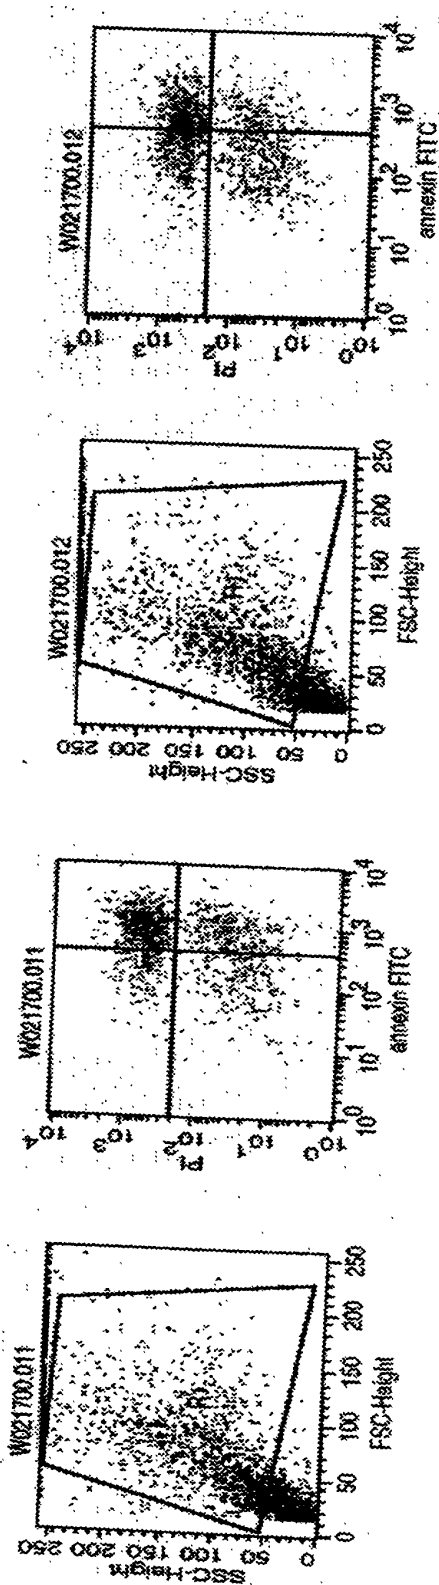 W021700.011
250
200
150
100
50
0
SSC-Height
0 50 100 150 200 250
FSC-Height
R1
W021700.011
10^4
10^3
10^2
10^1
10^0
PI
10^0 10^1 10^2 10^3 10^4
annexin FITC
W021700.012
250
200
150
100
50
0
SSC-Height
0 50 100 150 200 250
FSC-Height
R1
W021700.012
10^4
10^3
10^2
10^1
10^0
PI
10^0 10^1 10^2 10^3 10^4
annexin FITC